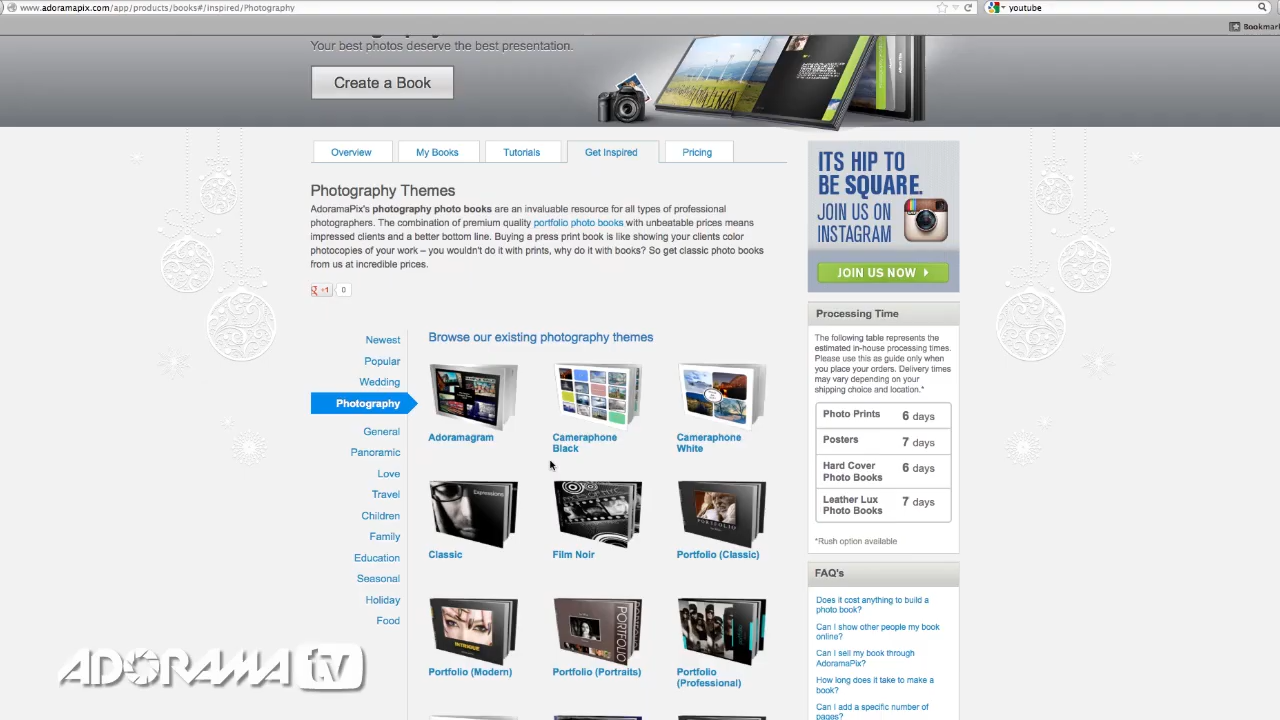 www.adoramapix.com/app/products/books#/inspired/Photography
youtube
Bookmar
Your best photos deserve the best presentation.
Create a Book
Overview
My Books
Tutorials
Get Inspired
Pricing
Photography Themes
AdoramaPix's photography photo books are an invaluable resource for all types of professional
photographers. The combination of premium quality portfolio photo books with unbeatable prices means
impressed clients and a better bottom line. Buying a press print book is like showing your clients color
photocopies of your work – you wouldn't do it with prints, why do it with books? So get classic photo books
from us at incredible prices.
+1
0
Newest
Popular
Wedding
Photography
General
Panoramic
Love
Travel
Children
Family
Education
Seasonal
Holiday
Food
Browse our existing photography themes
Adoramagram
Cameraphone
Black
Cameraphone
White
Expressions
PORTFOLIO
Classic
Film Noir
Portfolio (Classic)
INTRIGUE
PORTFOLIO
Portfolio (Modern)
Portfolio (Portraits)
Portfolio
(Professional)
ITS HIP TO
BE SQUARE.
JOIN US ON
INSTAGRAM
JOIN US NOW
Processing Time
The following table represents the
estimated in-house processing times.
Please use this as guide only when
you place your orders. Delivery times
may vary depending on your
shipping choice and location.*
Photo Prints 6 days
Posters 7 days
Hard Cover
Photo Books 6 days
Leather Lux
Photo Books 7 days
*Rush option available
FAQ's
Does it cost anything to build a
photo book?
Can I show other people my book
online?
Can I sell my book through
AdoramaPix?
How long does it take to make a
book?
Can I add a specific number of
pages?
ADORAMA tv